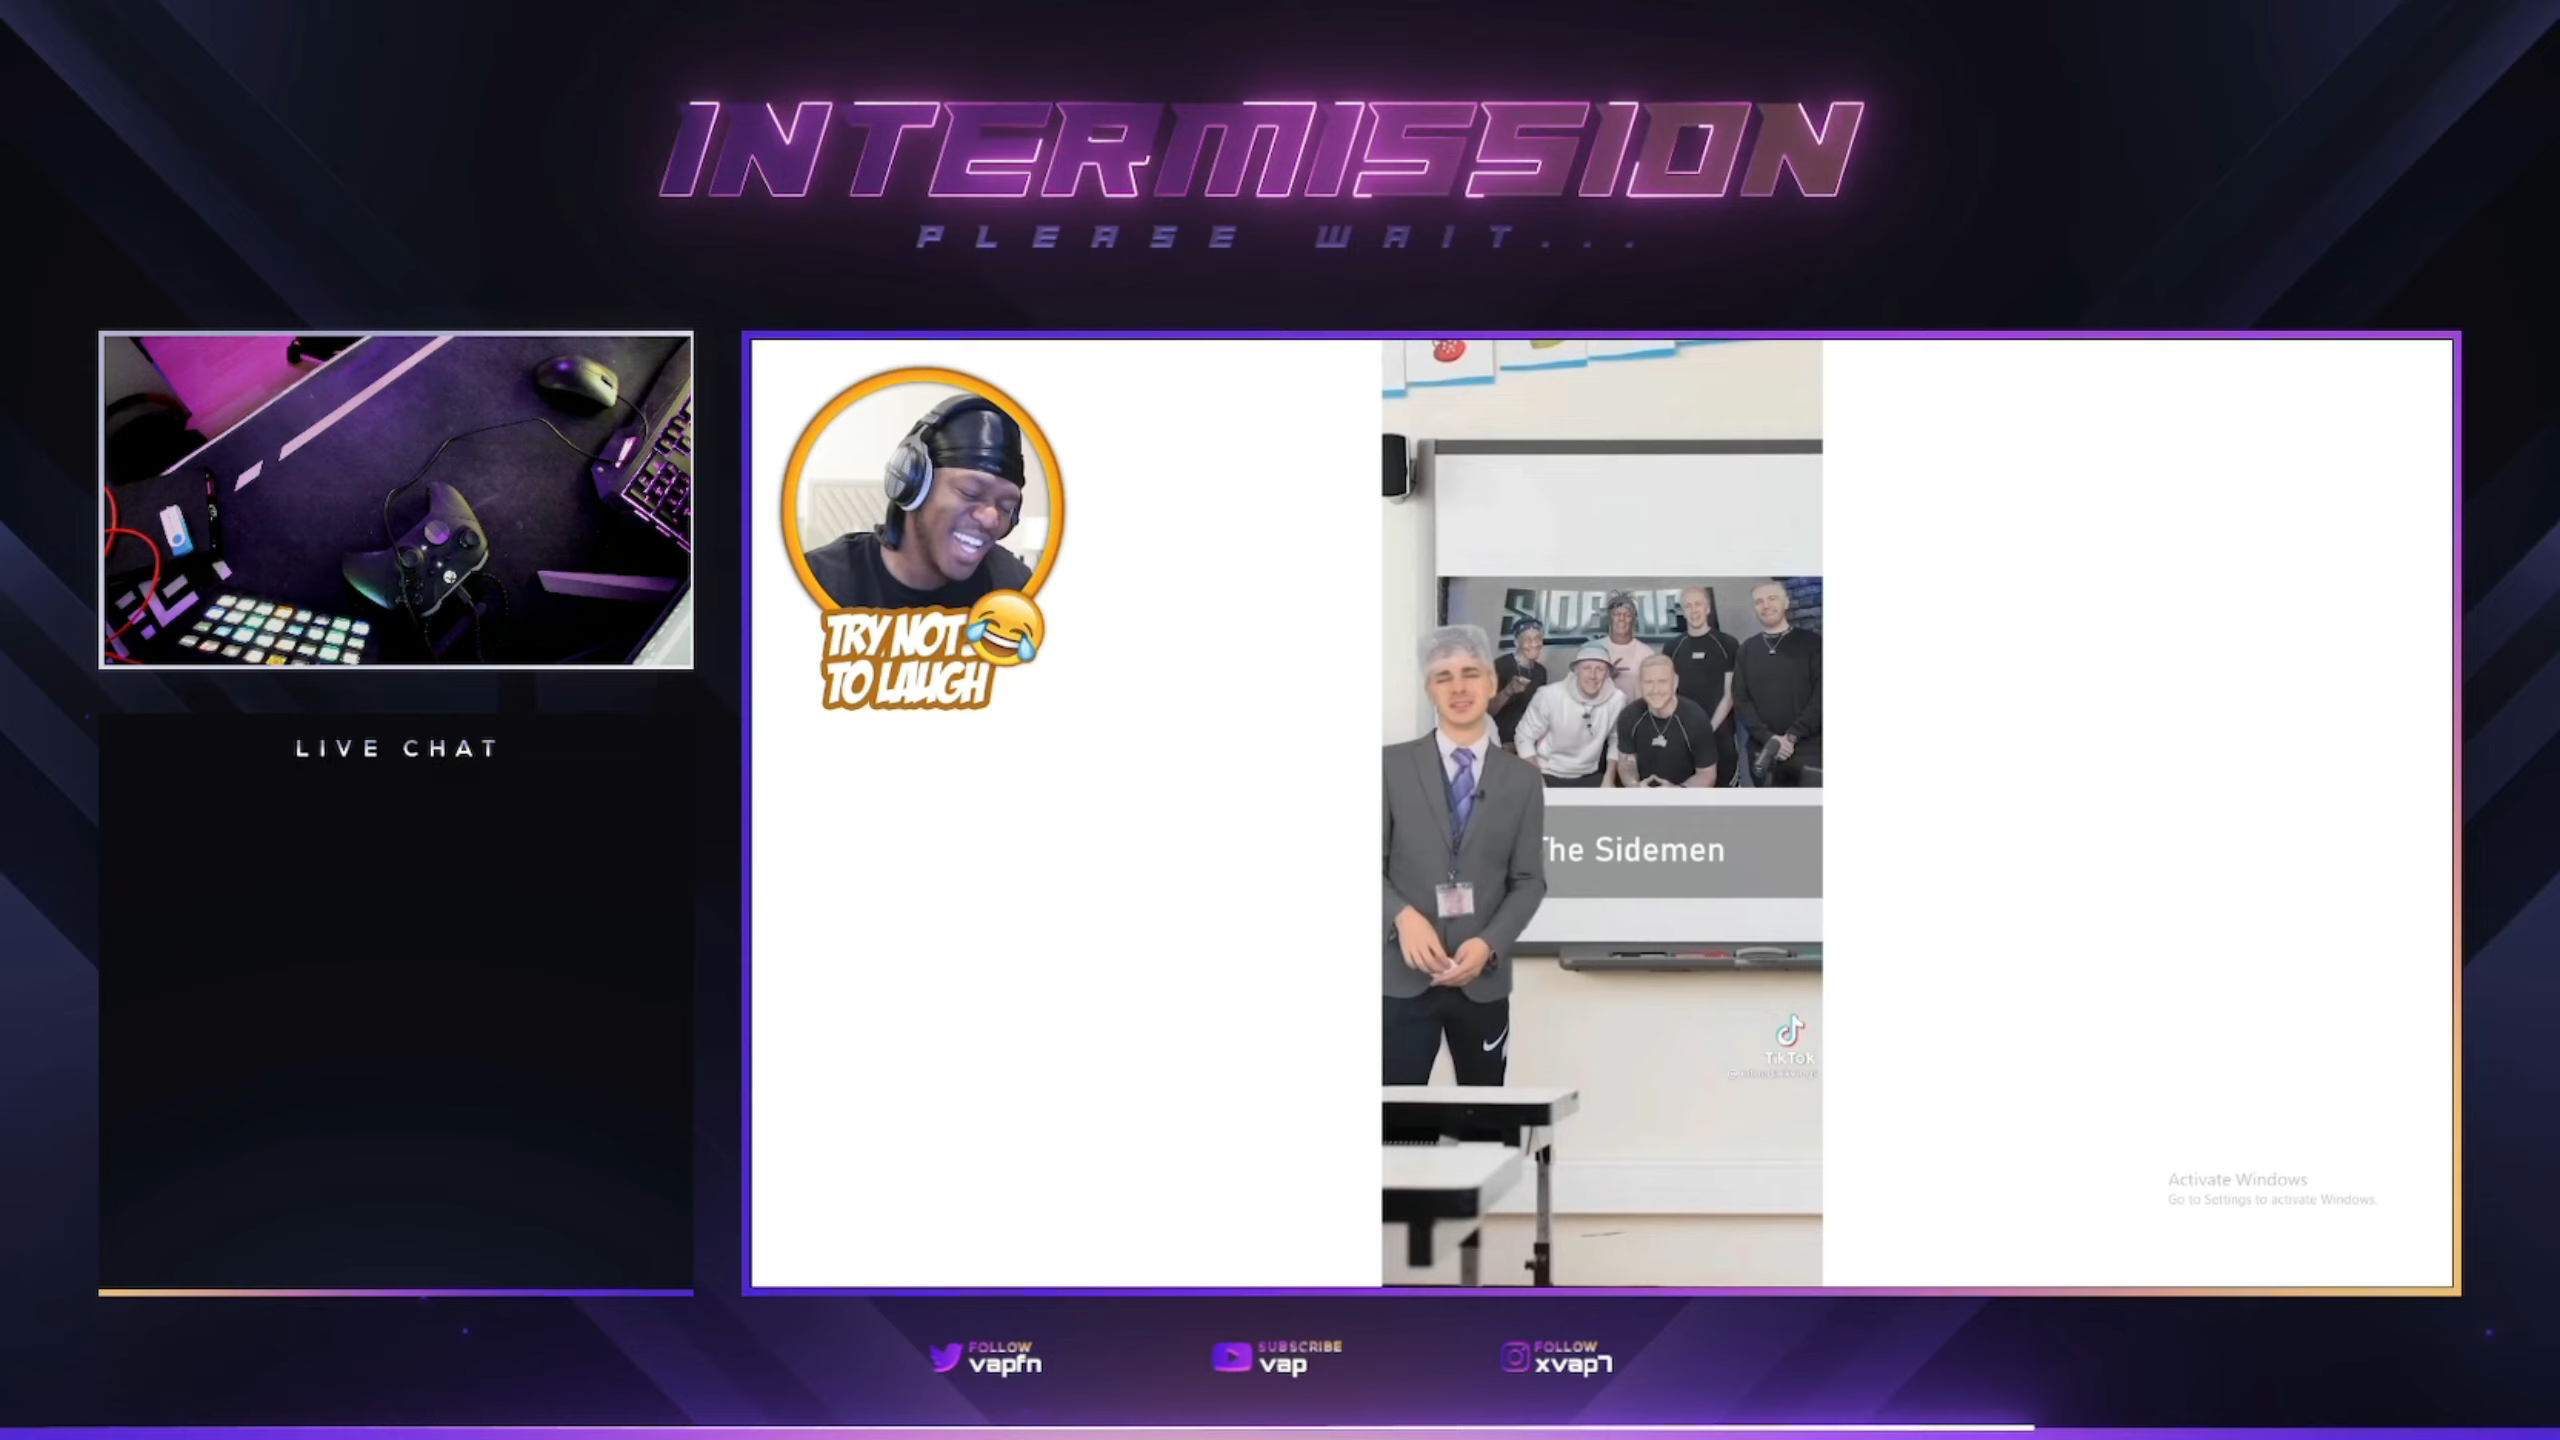 INTERMISSION
PLEASE WAIT...
TRY NOT
TO LAUGH
SIDEMEN
The Sidemen
LIVE CHAT
TikTok
Activate Windows
Go to Settings to activate Windows.
FOLLOW
vapfn
SUBSCRIBE
vap
FOLLOW
xvap7